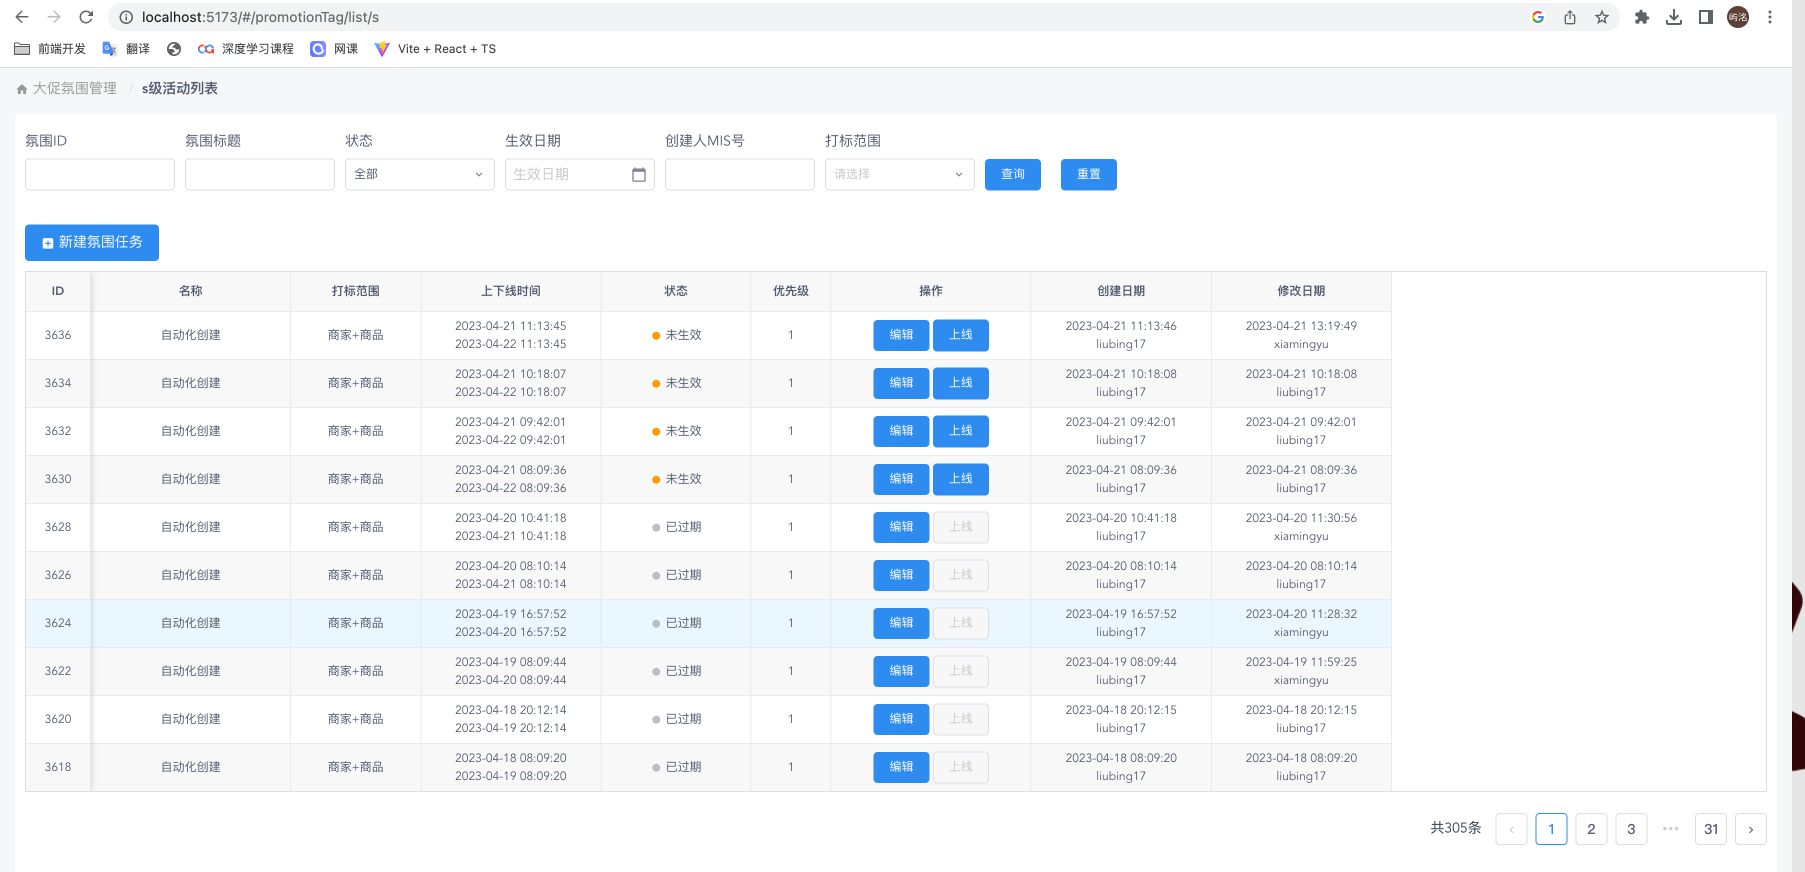 localhost:5173/#/promotionTag/list/s
屿洺
前端开发 翻译 深度学习课程 网课 Vite + React + TS
大促氛围管理 / s级活动列表
氛围ID 氛围标题 状态 生效日期 创建人MIS号 打标范围
全部 生效日期 请选择 查询 重置
新建氛围任务
ID 名称 打标范围 上下线时间 状态 优先级 操作 创建日期 修改日期
3636 自动化创建 商家+商品 2023-04-21 11:13:45 未生效 1 编辑 上线 2023-04-21 11:13:46 2023-04-21 13:19:49
2023-04-22 11:13:45 liubing17 xiamingyu
3634 自动化创建 商家+商品 2023-04-21 10:18:07 未生效 1 编辑 上线 2023-04-21 10:18:08 2023-04-21 10:18:08
2023-04-22 10:18:07 liubing17 liubing17
3632 自动化创建 商家+商品 2023-04-21 09:42:01 未生效 1 编辑 上线 2023-04-21 09:42:01 2023-04-21 09:42:01
2023-04-22 09:42:01 liubing17 liubing17
3630 自动化创建 商家+商品 2023-04-21 08:09:36 未生效 1 编辑 上线 2023-04-21 08:09:36 2023-04-21 08:09:36
2023-04-22 08:09:36 liubing17 liubing17
3628 自动化创建 商家+商品 2023-04-20 10:41:18 已过期 1 编辑 上线 2023-04-20 10:41:18 2023-04-20 11:30:56
2023-04-21 10:41:18 liubing17 xiamingyu
3626 自动化创建 商家+商品 2023-04-20 08:10:14 已过期 1 编辑 上线 2023-04-20 08:10:14 2023-04-20 08:10:14
2023-04-21 08:10:14 liubing17 liubing17
3624 自动化创建 商家+商品 2023-04-19 16:57:52 已过期 1 编辑 上线 2023-04-19 16:57:52 2023-04-20 11:28:32
2023-04-20 16:57:52 liubing17 xiamingyu
3622 自动化创建 商家+商品 2023-04-19 08:09:44 已过期 1 编辑 上线 2023-04-19 08:09:44 2023-04-19 11:59:25
2023-04-20 08:09:44 liubing17 xiamingyu
3620 自动化创建 商家+商品 2023-04-18 20:12:14 已过期 1 编辑 上线 2023-04-18 20:12:15 2023-04-18 20:12:15
2023-04-19 20:12:14 liubing17 liubing17
3618 自动化创建 商家+商品 2023-04-18 08:09:20 已过期 1 编辑 上线 2023-04-18 08:09:20 2023-04-18 08:09:20
2023-04-19 08:09:20 liubing17 liubing17
共305条 ‹ 1 2 3 ••• 31 ›